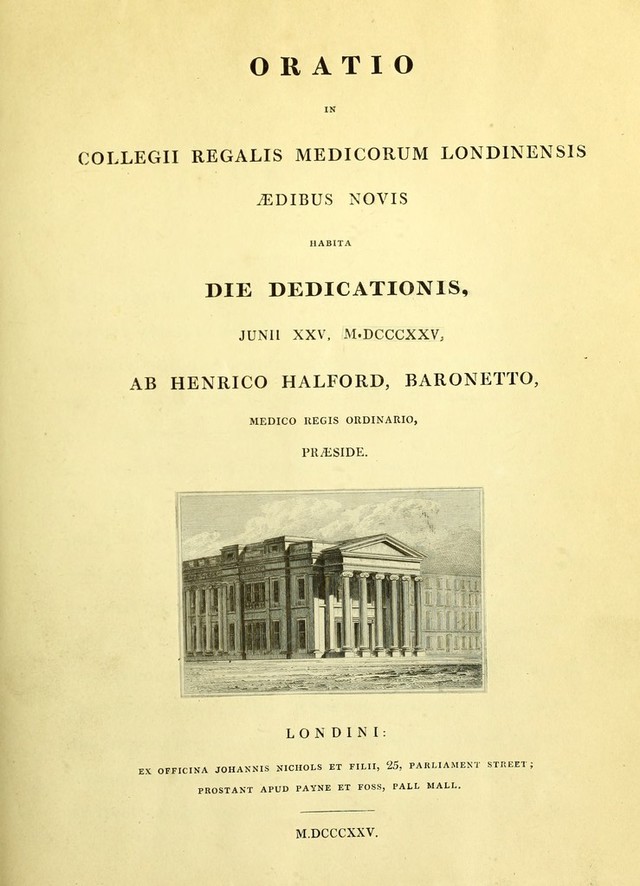 ORATIO
IN
COLLEGII REGALIS MEDICORUM LONDINENSIS
ÆDIBUS NOVIS
HABITA
DIE DEDICATIONIS,
JUNII XXV, M·DCCCXXV,
AB HENRICO HALFORD, BARONETTO,
MEDICO REGIS ORDINARIO,
PRÆSIDE.
LONDINI:
EX OFFICINA JOHANNIS NICHOLS ET FILII, 25, PARLIAMENT STREET;
PROSTANT APUD PAYNE ET FOSS, PALL MALL.
M.DCCCXXV.